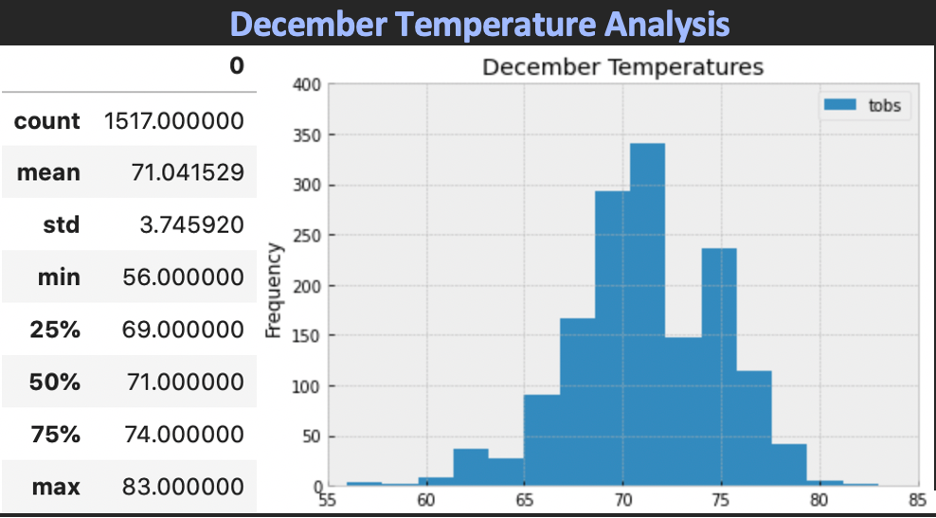 December Temperature Analysis
0
count 1517.000000
mean 71.041529
std 3.745920
min 56.000000
25% 69.000000
50% 71.000000
75% 74.000000
max 83.000000
December Temperatures
tobs
Frequency
400
350
300
250
200
150
100
50
0
55 60 65 70 75 80 85